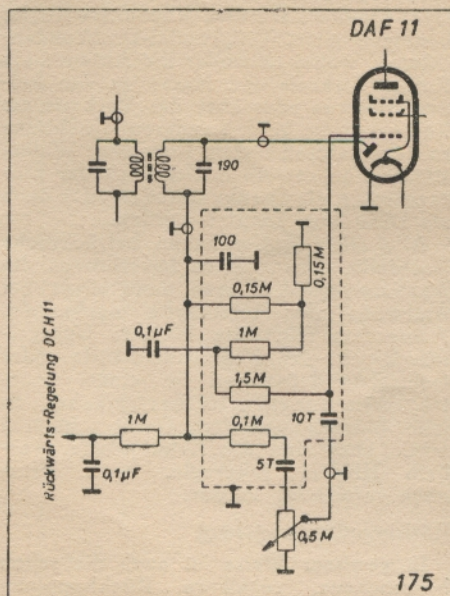 DAF 11
190
100
0,15M
0,15M
0,1µF
1M
1,5M
10T
1M
0,1M
Rückwärts-Regelung DCH11
0,1µF
5T
0,5M
175